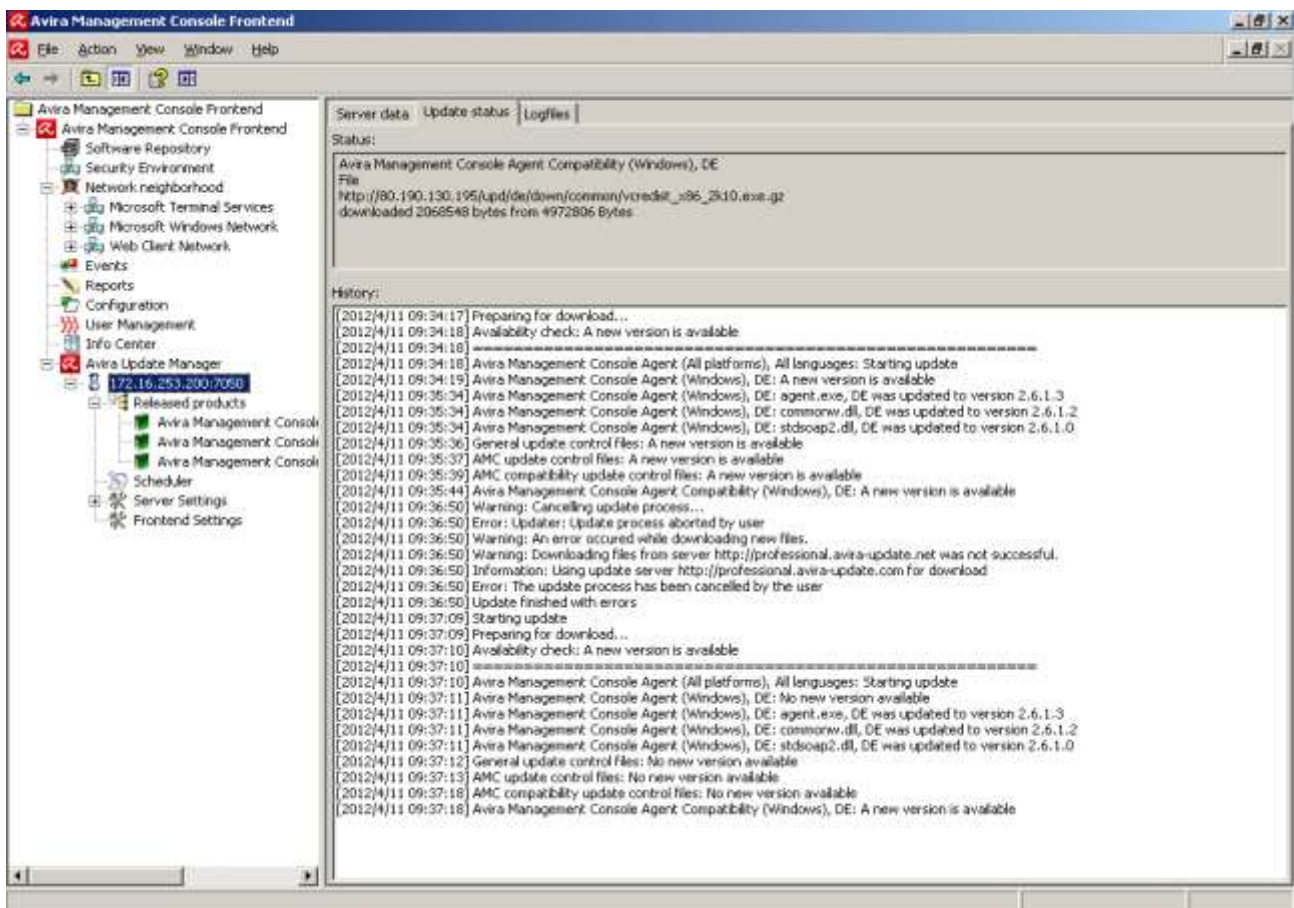 Avira Management Console Frontend
File Action View Window Help
Avira Management Console Frontend
Avira Management Console Frontend
Software Repository
Security Environment
Network neighborhood
Microsoft Terminal Services
Microsoft Windows Network
Web Client Network
Events
Reports
Configuration
User Management
Info Center
Avira Update Manager
172.16.253.200:7050
Released products
Avira Management Consol
Avira Management Consol
Avira Management Consol
Scheduler
Server Settings
Frontend Settings
Server data Update status Logfiles
Status:
Avira Management Console Agent Compatibility (Windows), DE
File
http://80.190.130.195/upd/de/down/common/vcredist_x86_2k10.exe.gz
downloaded 2068548 bytes from 4972806 Bytes
History:
[2012/4/11 09:34:17] Preparing for download...
[2012/4/11 09:34:18] Availability check: A new version is available
[2012/4/11 09:34:18] ============================================================
[2012/4/11 09:34:18] Avira Management Console Agent (All platforms), All languages: Starting update
[2012/4/11 09:34:19] Avira Management Console Agent (Windows), DE: A new version is available
[2012/4/11 09:35:34] Avira Management Console Agent (Windows), DE: agent.exe, DE was updated to version 2.6.1.3
[2012/4/11 09:35:34] Avira Management Console Agent (Windows), DE: commonw.dll, DE was updated to version 2.6.1.2
[2012/4/11 09:35:34] Avira Management Console Agent (Windows), DE: stdsoap2.dll, DE was updated to version 2.6.1.0
[2012/4/11 09:35:36] General update control files: A new version is available
[2012/4/11 09:35:37] AMC update control files: A new version is available
[2012/4/11 09:35:39] AMC compatibility update control files: A new version is available
[2012/4/11 09:35:44] Avira Management Console Agent Compatibility (Windows), DE: A new version is available
[2012/4/11 09:36:50] Warning: Cancelling update process...
[2012/4/11 09:36:50] Error: Updater: Update process aborted by user
[2012/4/11 09:36:50] Warning: An error occured while downloading new files.
[2012/4/11 09:36:50] Warning: Downloading files from server http://professional.avira-update.net was not successful.
[2012/4/11 09:36:50] Information: Using update server http://professional.avira-update.com for download
[2012/4/11 09:36:50] Error: The update process has been cancelled by the user
[2012/4/11 09:36:50] Update finished with errors
[2012/4/11 09:37:09] Starting update
[2012/4/11 09:37:09] Preparing for download...
[2012/4/11 09:37:10] Availability check: A new version is available
[2012/4/11 09:37:10] ============================================================
[2012/4/11 09:37:10] Avira Management Console Agent (All platforms), All languages: Starting update
[2012/4/11 09:37:11] Avira Management Console Agent (Windows), DE: No new version available
[2012/4/11 09:37:11] Avira Management Console Agent (Windows), DE: agent.exe, DE was updated to version 2.6.1.3
[2012/4/11 09:37:11] Avira Management Console Agent (Windows), DE: commonw.dll, DE was updated to version 2.6.1.2
[2012/4/11 09:37:11] Avira Management Console Agent (Windows), DE: stdsoap2.dll, DE was updated to version 2.6.1.0
[2012/4/11 09:37:12] General update control files: No new version available
[2012/4/11 09:37:13] AMC update control files: No new version available
[2012/4/11 09:37:18] AMC compatibility update control files: No new version available
[2012/4/11 09:37:18] Avira Management Console Agent Compatibility (Windows), DE: A new version is available